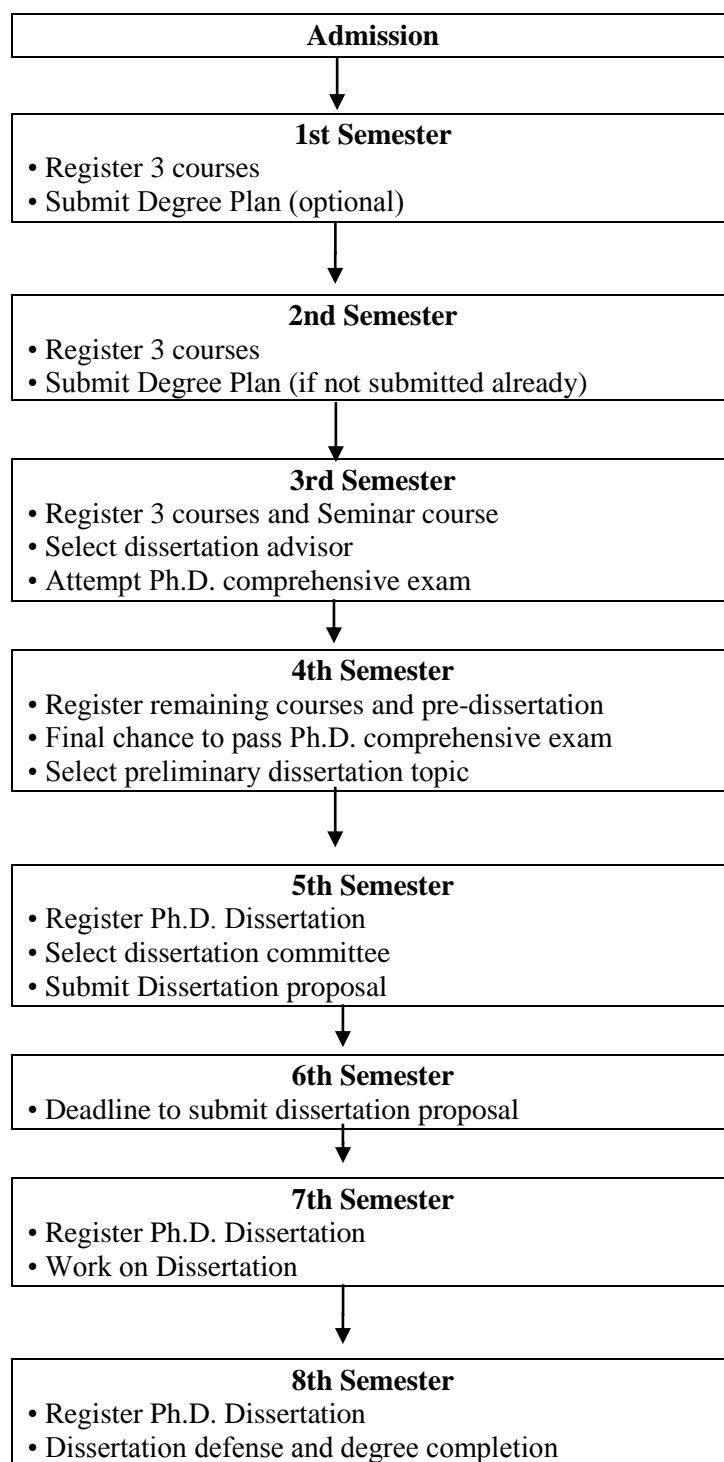 Admission
1st Semester
• Register 3 courses
• Submit Degree Plan (optional)
2nd Semester
• Register 3 courses
• Submit Degree Plan (if not submitted already)
3rd Semester
• Register 3 courses and Seminar course
• Select dissertation advisor
• Attempt Ph.D. comprehensive exam
4th Semester
• Register remaining courses and pre-dissertation
• Final chance to pass Ph.D. comprehensive exam
• Select preliminary dissertation topic
5th Semester
• Register Ph.D. Dissertation
• Select dissertation committee
• Submit Dissertation proposal
6th Semester
• Deadline to submit dissertation proposal
7th Semester
• Register Ph.D. Dissertation
• Work on Dissertation
8th Semester
• Register Ph.D. Dissertation
• Dissertation defense and degree completion